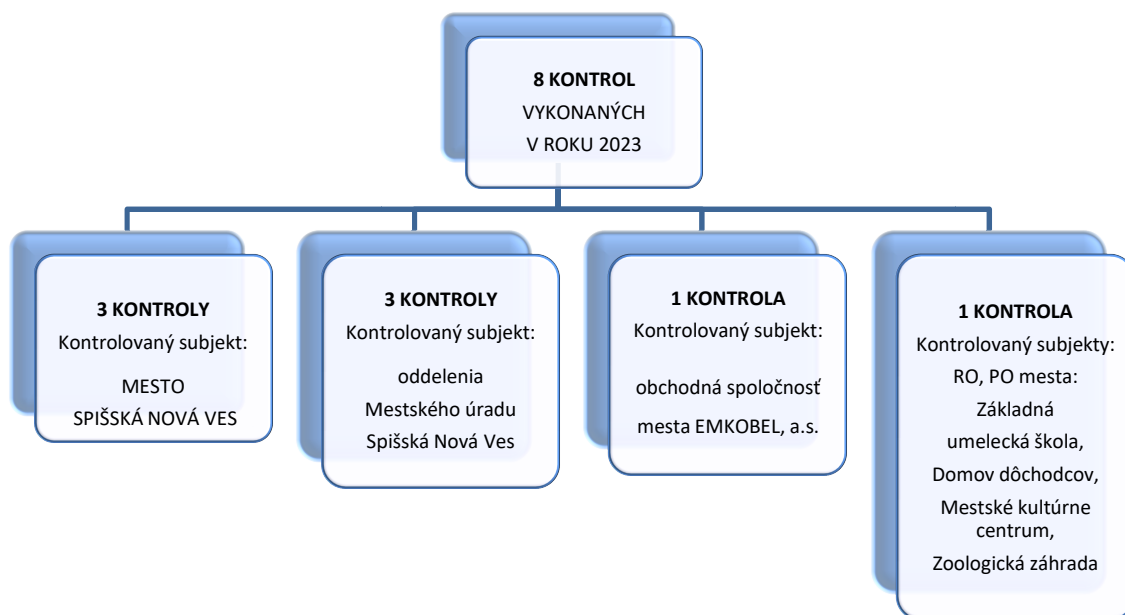 8 KONTROL
VYKONANÝCH
V ROKU 2023
3 KONTROLY
Kontrolovaný subjekt:
MESTO
SPIŠSKÁ NOVÁ VES
3 KONTROLY
Kontrolovaný subjekt:
oddelenia
Mestského úradu
Spišská Nová Ves
1 KONTROLA
Kontrolovaný subjekt:
obchodná spoločnosť
mesta EMKOBEL, a.s.
1 KONTROLA
Kontrolovaný subjekty:
RO, PO mesta:
Základná
umelecká škola,
Domov dôchodcov,
Mestské kultúrne
centrum,
Zoologická záhrada